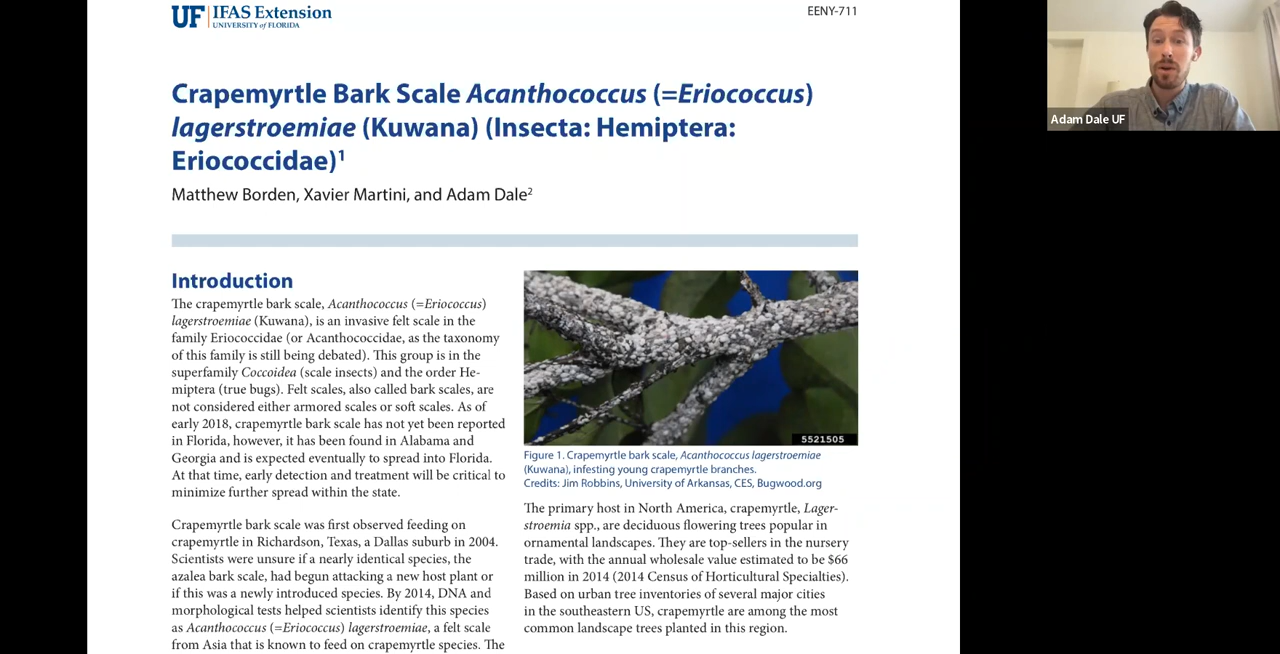 UF IFAS Extension
UNIVERSITY of FLORIDA
EENY-711
Crapemyrtle Bark Scale Acanthococcus (=Eriococcus)
lagerstroemiae (Kuwana) (Insecta: Hemiptera:
Eriococcidae)1
Matthew Borden, Xavier Martini, and Adam Dale2
Introduction
The crapemyrtle bark scale, Acanthococcus (=Eriococcus)
lagerstroemiae (Kuwana), is an invasive felt scale in the
family Eriococcidae (or Acanthococcidae, as the taxonomy
of this family is still being debated). This group is in the
superfamily Coccoidea (scale insects) and the order He-
miptera (true bugs). Felt scales, also called bark scales, are
not considered either armored scales or soft scales. As of
early 2018, crapemyrtle bark scale has not yet been reported
in Florida, however, it has been found in Alabama and
Georgia and is expected eventually to spread into Florida.
At that time, early detection and treatment will be critical to
minimize further spread within the state.
Crapemyrtle bark scale was first observed feeding on
crapemyrtle in Richardson, Texas, a Dallas suburb in 2004.
Scientists were unsure if a nearly identical species, the
azalea bark scale, had begun attacking a new host plant or
if this was a newly introduced species. By 2014, DNA and
morphological tests helped scientists identify this species
as Acanthococcus (=Eriococcus) lagerstroemiae, a felt scale
from Asia that is known to feed on crapemyrtle species. The
5521505
Figure 1. Crapemyrtle bark scale, Acanthococcus lagerstroemiae
(Kuwana), infesting young crapemyrtle branches.
Credits: Jim Robbins, University of Arkansas, CES, Bugwood.org
The primary host in North America, crapemyrtle, Lager-
stroemia spp., are deciduous flowering trees popular in
ornamental landscapes. They are top-sellers in the nursery
trade, with the annual wholesale value estimated to be $66
million in 2014 (2014 Census of Horticultural Specialties).
Based on urban tree inventories of several major cities
in the southeastern US, crapemyrtle are among the most
common landscape trees planted in this region.
Adam Dale UF